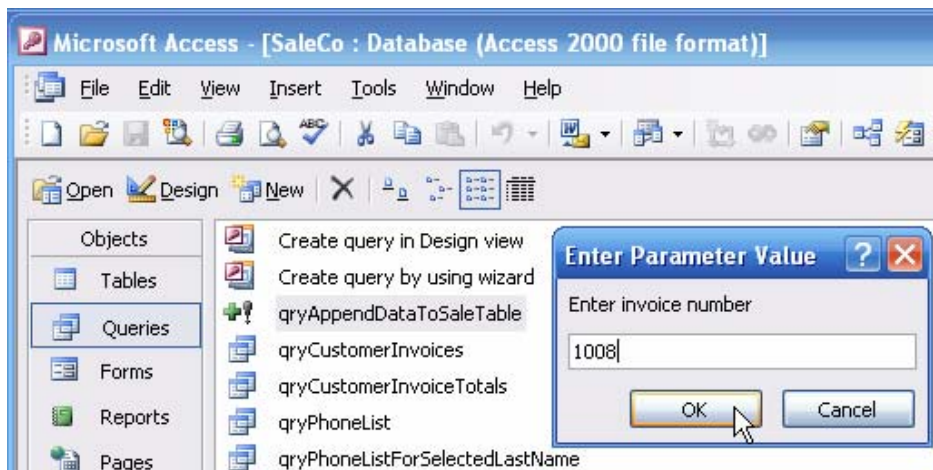 Microsoft Access - [SaleCo : Database (Access 2000 file format)]
File Edit View Insert Tools Window Help
ABC
W
Open Design New
Objects
Tables
Queries
Forms
Reports
Pages
Create query in Design view
Create query by using wizard
qryAppendDataToSaleTable
qryCustomerInvoices
qryCustomerInvoiceTotals
qryPhoneList
qryPhoneListForSelectedLastName
Enter Parameter Value
Enter invoice number
1008
OK Cancel